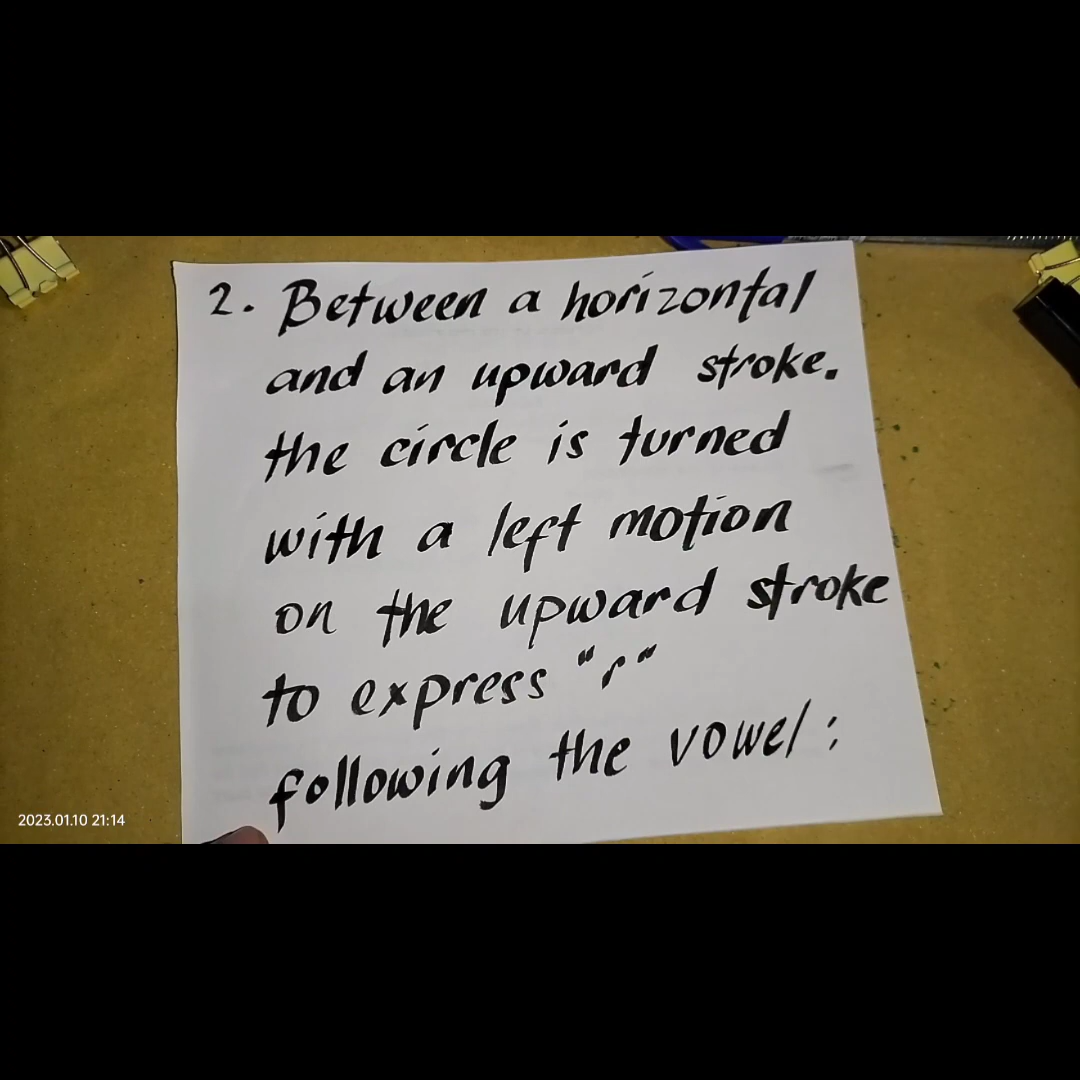 2. Between a horizontal
and an upward stroke.
the circle is turned
with a left motion
on the upward stroke
to express "r"
following the vowel :
2023.01.10 21:14